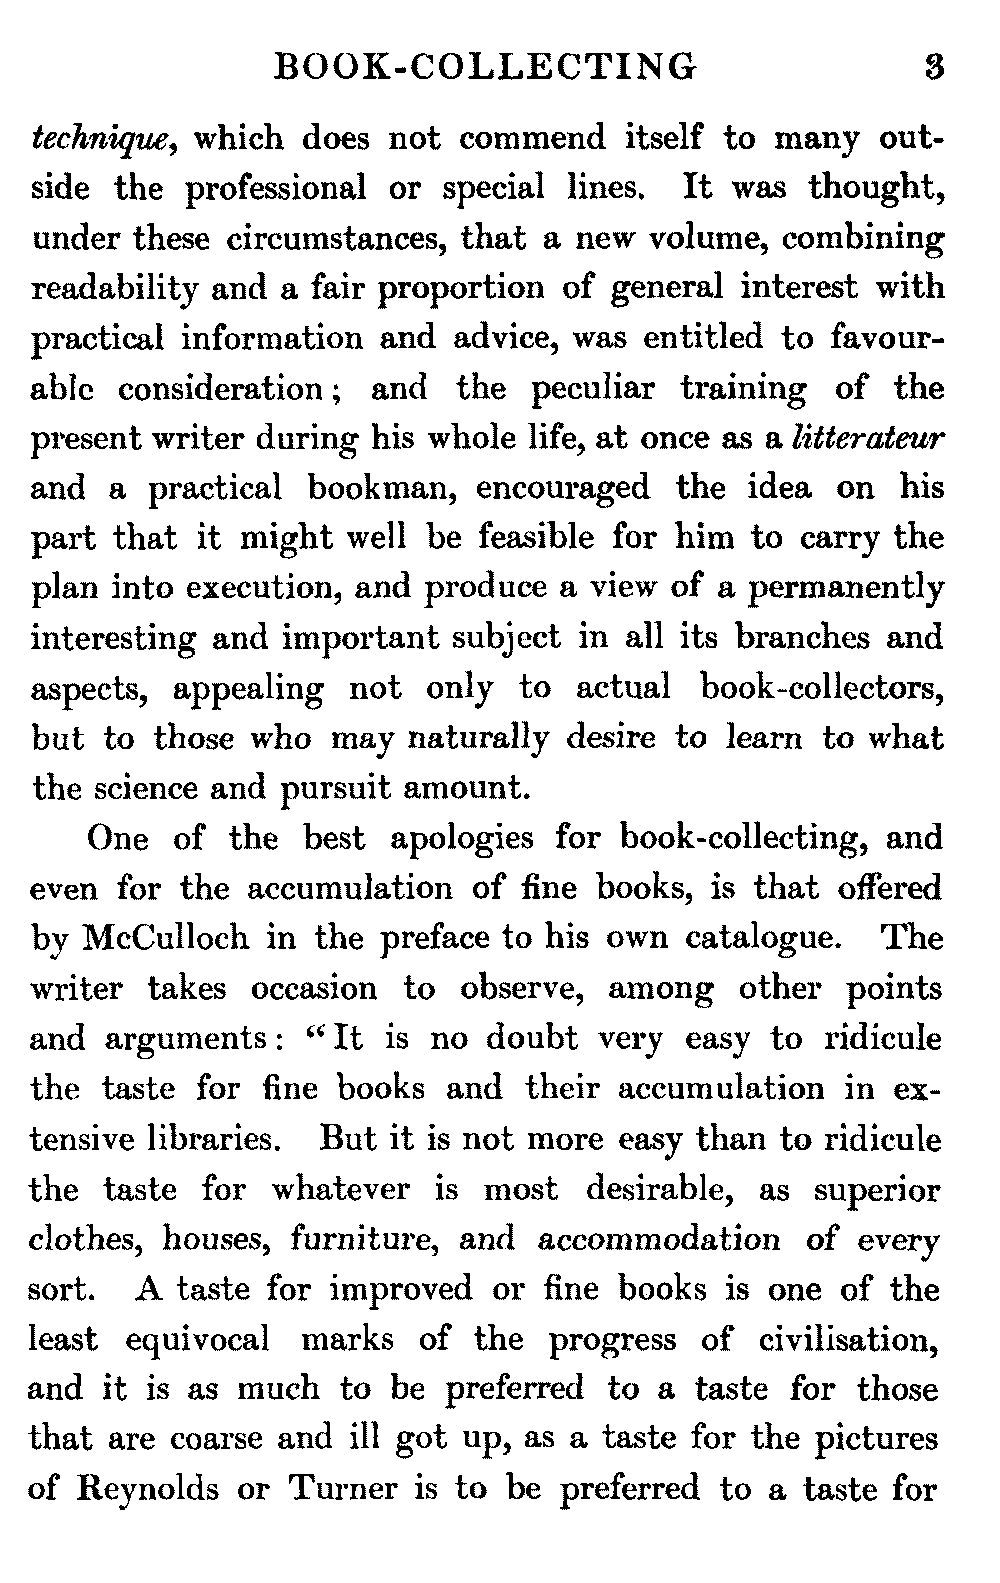 BOOK-COLLECTING 3
technique, which does not commend itself to many out-
side the professional or special lines. It was thought,
under these circumstances, that a new volume, combining
readability and a fair proportion of general interest with
practical information and advice, was entitled to favour-
able consideration; and the peculiar training of the
present writer during his whole life, at once as a litterateur
and a practical bookman, encouraged the idea on his
part that it might well be feasible for him to carry the
plan into execution, and produce a view of a permanently
interesting and important subject in all its branches and
aspects, appealing not only to actual book-collectors,
but to those who may naturally desire to learn to what
the science and pursuit amount.
One of the best apologies for book-collecting, and
even for the accumulation of fine books, is that offered
by McCulloch in the preface to his own catalogue. The
writer takes occasion to observe, among other points
and arguments: “It is no doubt very easy to ridicule
the taste for fine books and their accumulation in ex-
tensive libraries. But it is not more easy than to ridicule
the taste for whatever is most desirable, as superior
clothes, houses, furniture, and accommodation of every
sort. A taste for improved or fine books is one of the
least equivocal marks of the progress of civilisation,
and it is as much to be preferred to a taste for those
that are coarse and ill got up, as a taste for the pictures
of Reynolds or Turner is to be preferred to a taste for